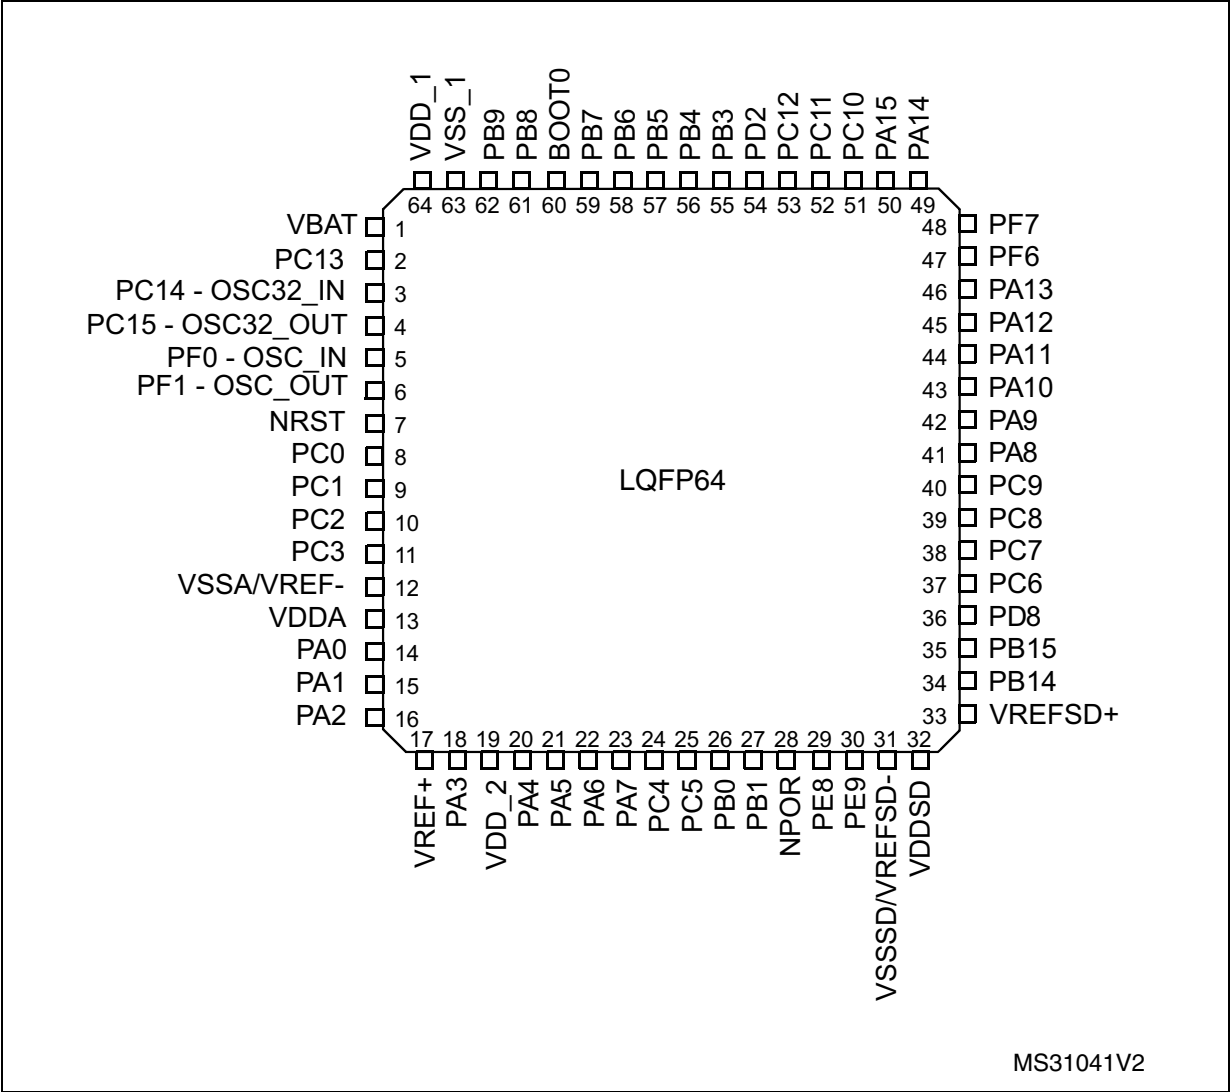 VDD_1
VSS_1
PB9
PB8
BOOT0
PB7
PB6
PB5
PB4
PB3
PD2
PC12
PC11
PC10
PA15
PA14
64 63 62 61 60 59 58 57 56 55 54 53 52 51 50 49
VBAT 1
PC13 2
PC14 - OSC32_IN 3
PC15 - OSC32_OUT 4
PF0 - OSC_IN 5
PF1 - OSC_OUT 6
NRST 7
PC0 8
PC1 9
PC2 10
PC3 11
VSSA/VREF- 12
VDDA 13
PA0 14
PA1 15
PA2 16
LQFP64
48 PF7
47 PF6
46 PA13
45 PA12
44 PA11
43 PA10
42 PA9
41 PA8
40 PC9
39 PC8
38 PC7
37 PC6
36 PD8
35 PB15
34 PB14
33 VREFSD+
17 18 19 20 21 22 23 24 25 26 27 28 29 30 31 32
VREF+
PA3
VDD_2
PA4
PA5
PA6
PA7
PC4
PC5
PB0
PB1
NPOR
PE8
PE9
VSSSD/VREFSD-
VDDSD
MS31041V2